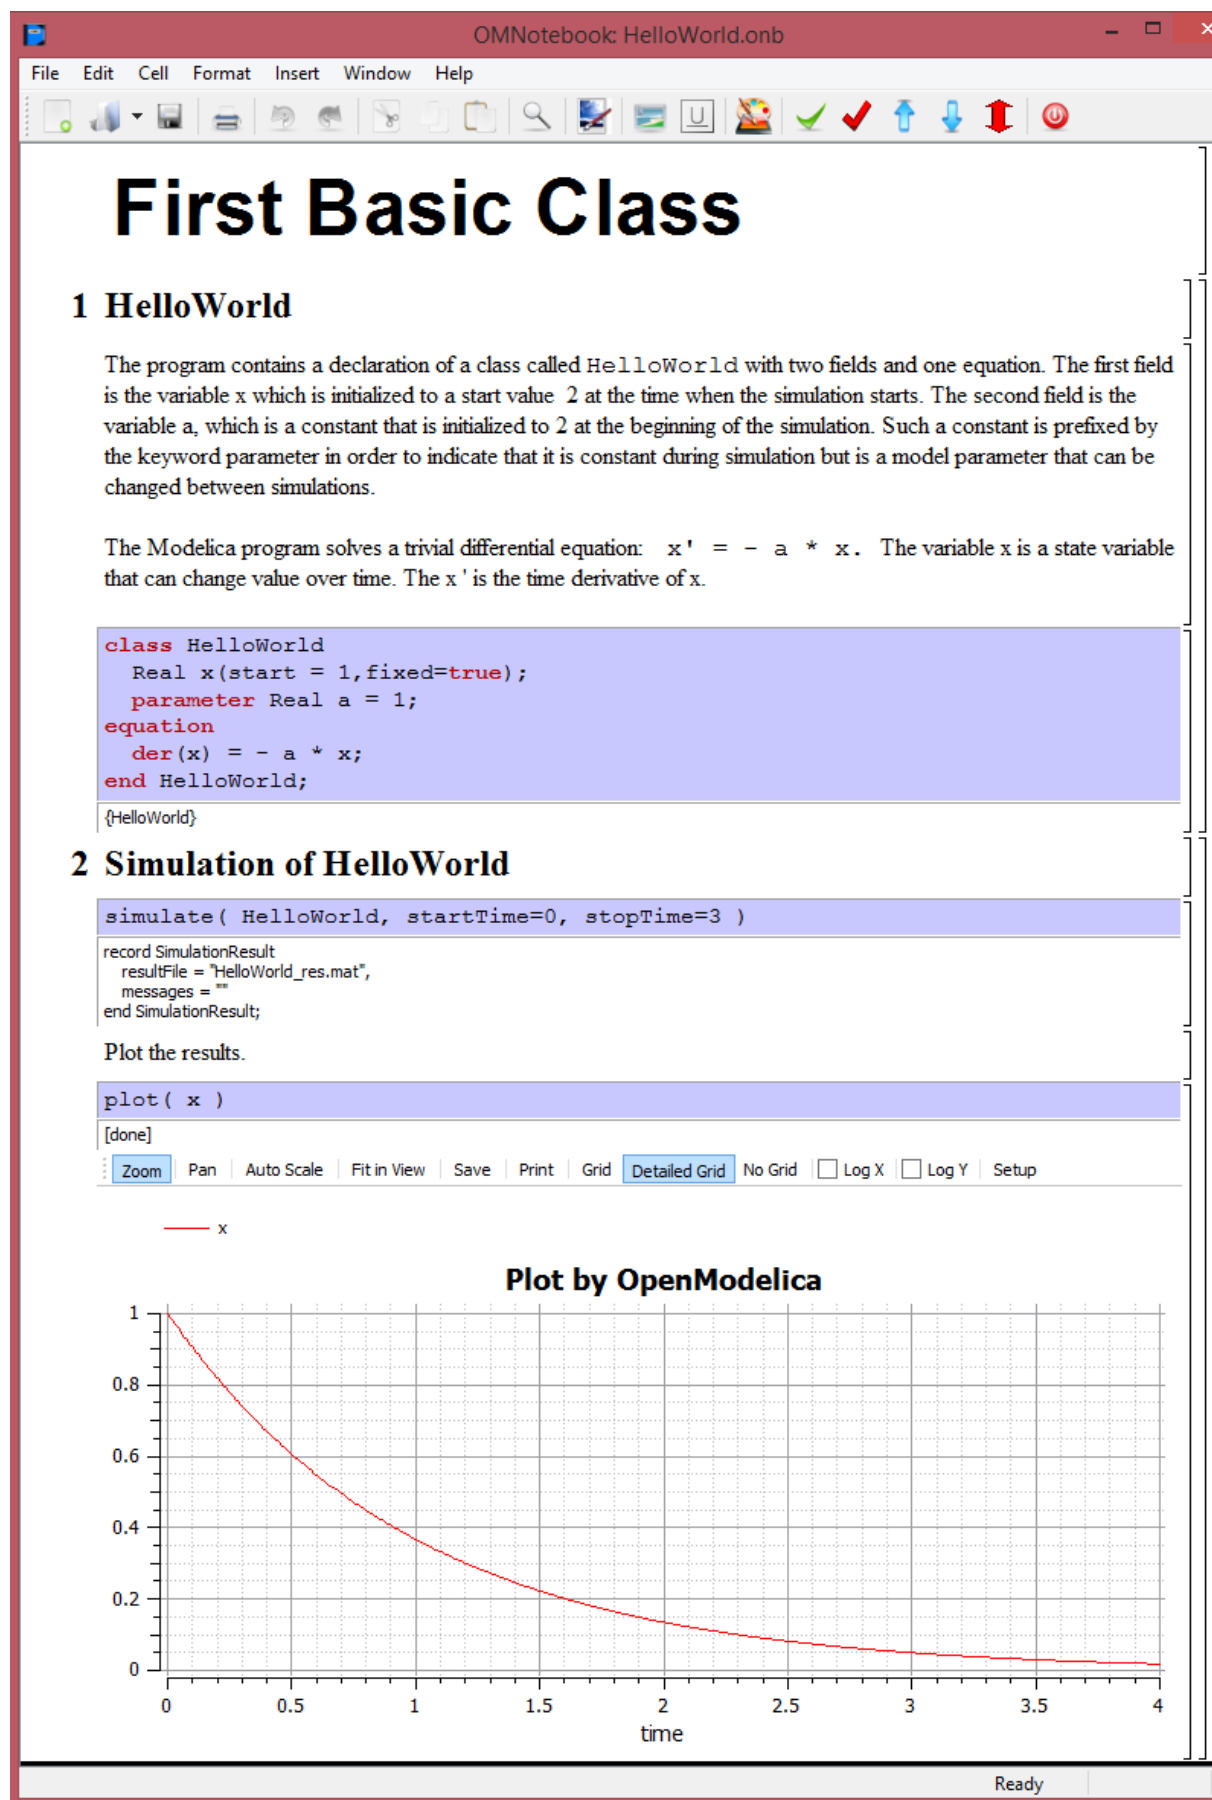 OMNotebook: HelloWorld.onb
File Edit Cell Format Insert Window Help
U
First Basic Class
1 HelloWorld
The program contains a declaration of a class called HelloWorld with two fields and one equation. The first field
is the variable x which is initialized to a start value 2 at the time when the simulation starts. The second field is the
variable a, which is a constant that is initialized to 2 at the beginning of the simulation. Such a constant is prefixed by
the keyword parameter in order to indicate that it is constant during simulation but is a model parameter that can be
changed between simulations.
The Modelica program solves a trivial differential equation: x' = - a * x. The variable x is a state variable
that can change value over time. The x ' is the time derivative of x.
class HelloWorld
Real x(start = 1,fixed=true);
parameter Real a = 1;
equation
der(x) = - a * x;
end HelloWorld;
{HelloWorld}
2 Simulation of HelloWorld
simulate( HelloWorld, startTime=0, stopTime=3 )
record SimulationResult
resultFile = "HelloWorld_res.mat",
messages = ""
end SimulationResult;
Plot the results.
plot( x )
[done]
Zoom Pan Auto Scale Fit in View Save Print Grid Detailed Grid No Grid Log X Log Y Setup
x
Plot by OpenModelica
1
0.8
0.6
0.4
0.2
0
0 0.5 1 1.5 2 2.5 3 3.5 4
time
Ready